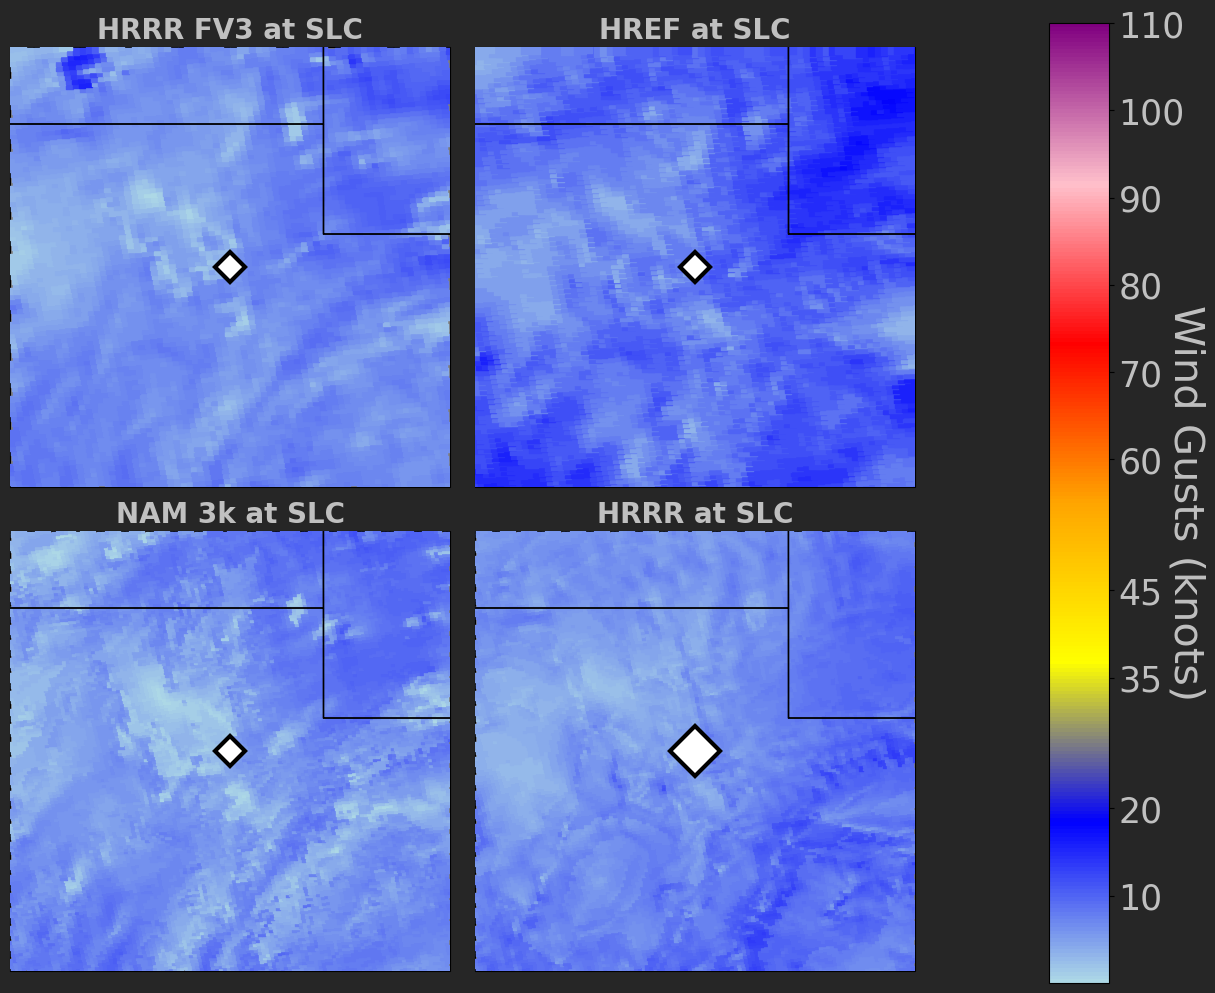 HRRR FV3 at SLC
HREF at SLC
NAM 3k at SLC
HRRR at SLC
110
100
90
80
70
60
45
35
20
10
Wind Gusts (knots)